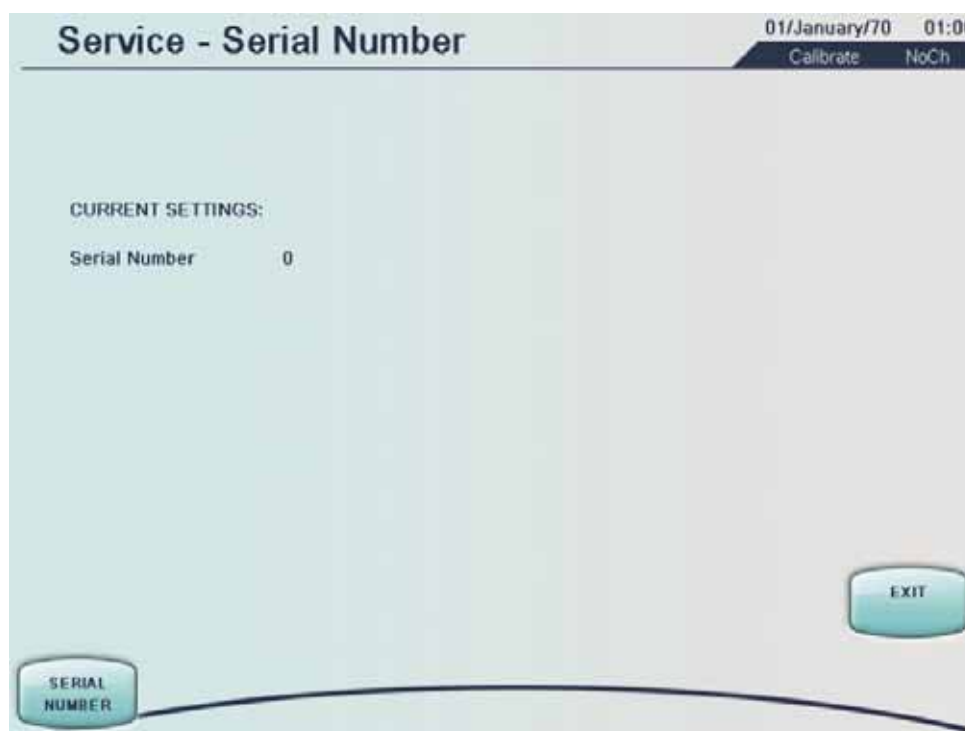 Service - Serial Number
01/January/70
Calibrate NoCh
CURRENT SETTINGS:
Serial Number 0
EXIT
SERIAL
NUMBER